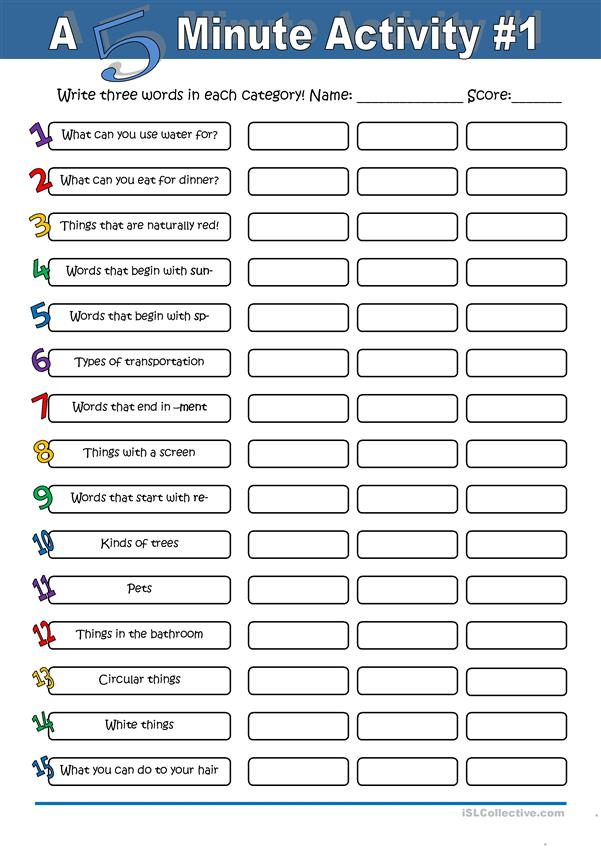 A 5 Minute Activity #1
Write three words in each category! Name: _______________ Score:_______
1 What can you use water for?
2 What can you eat for dinner?
3 Things that are naturally red!
4 Words that begin with sun-
5 Words that begin with sp-
6 Types of transportation
7 Words that end in –ment
8 Things with a screen
9 Words that start with re-
10 Kinds of trees
11 Pets
12 Things in the bathroom
13 Circular things
14 White things
15 What you can do to your hair
iSLCollective.com